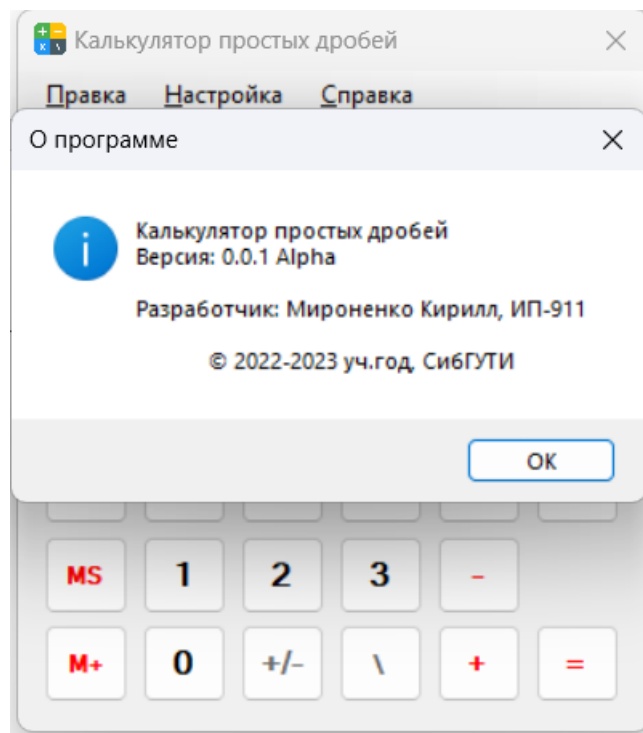 Калькулятор простых дробей
Правка Настройка Справка
О программе
Калькулятор простых дробей
Версия: 0.0.1 Alpha
Разработчик: Мироненко Кирилл, ИП-911
© 2022-2023 уч.год, СибГУТИ
ОК
MS 1 2 3 -
M+ 0 +/- \ + =